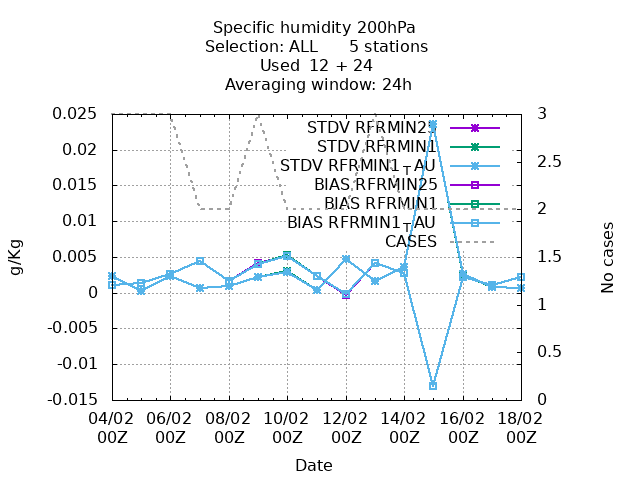 Specific humidity 200hPa
Selection: ALL      5 stations
Used  12 + 24
Averaging window: 24h
STDV RFRMIN25
STDV RFRMIN1
STDV RFRMIN1_AU
BIAS RFRMIN25
BIAS RFRMIN1
BIAS RFRMIN1_AU
CASES
g/Kg
0.025
0.02
0.015
0.01
0.005
0
-0.005
-0.01
-0.015
3
2.5
2
1.5
1
0.5
0
No cases
04/02 06/02 08/02 10/02 12/02 14/02 16/02 18/02
00Z 00Z 00Z 00Z 00Z 00Z 00Z 00Z
Date